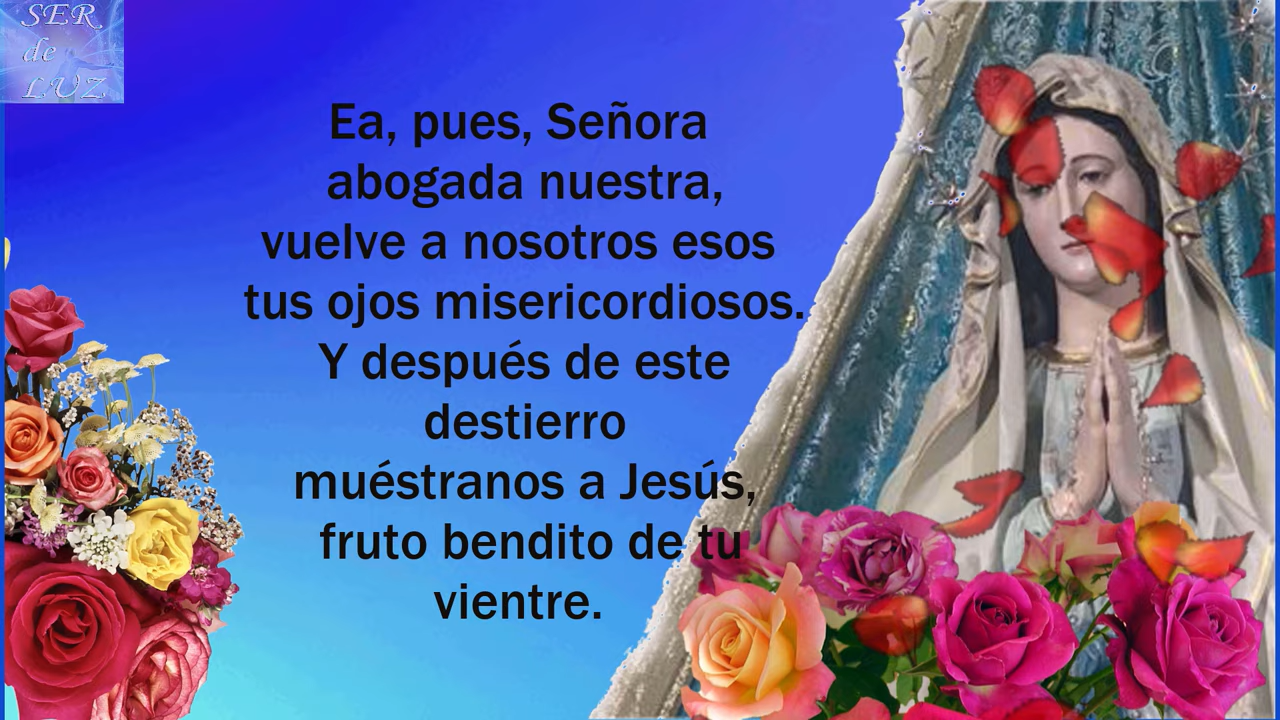 SER
de
LUZ
Ea, pues, Señora
abogada nuestra,
vuelve a nosotros esos
tus ojos misericordiosos.
Y después de este
destierro
muéstranos a Jesús,
fruto bendito de tu
vientre.